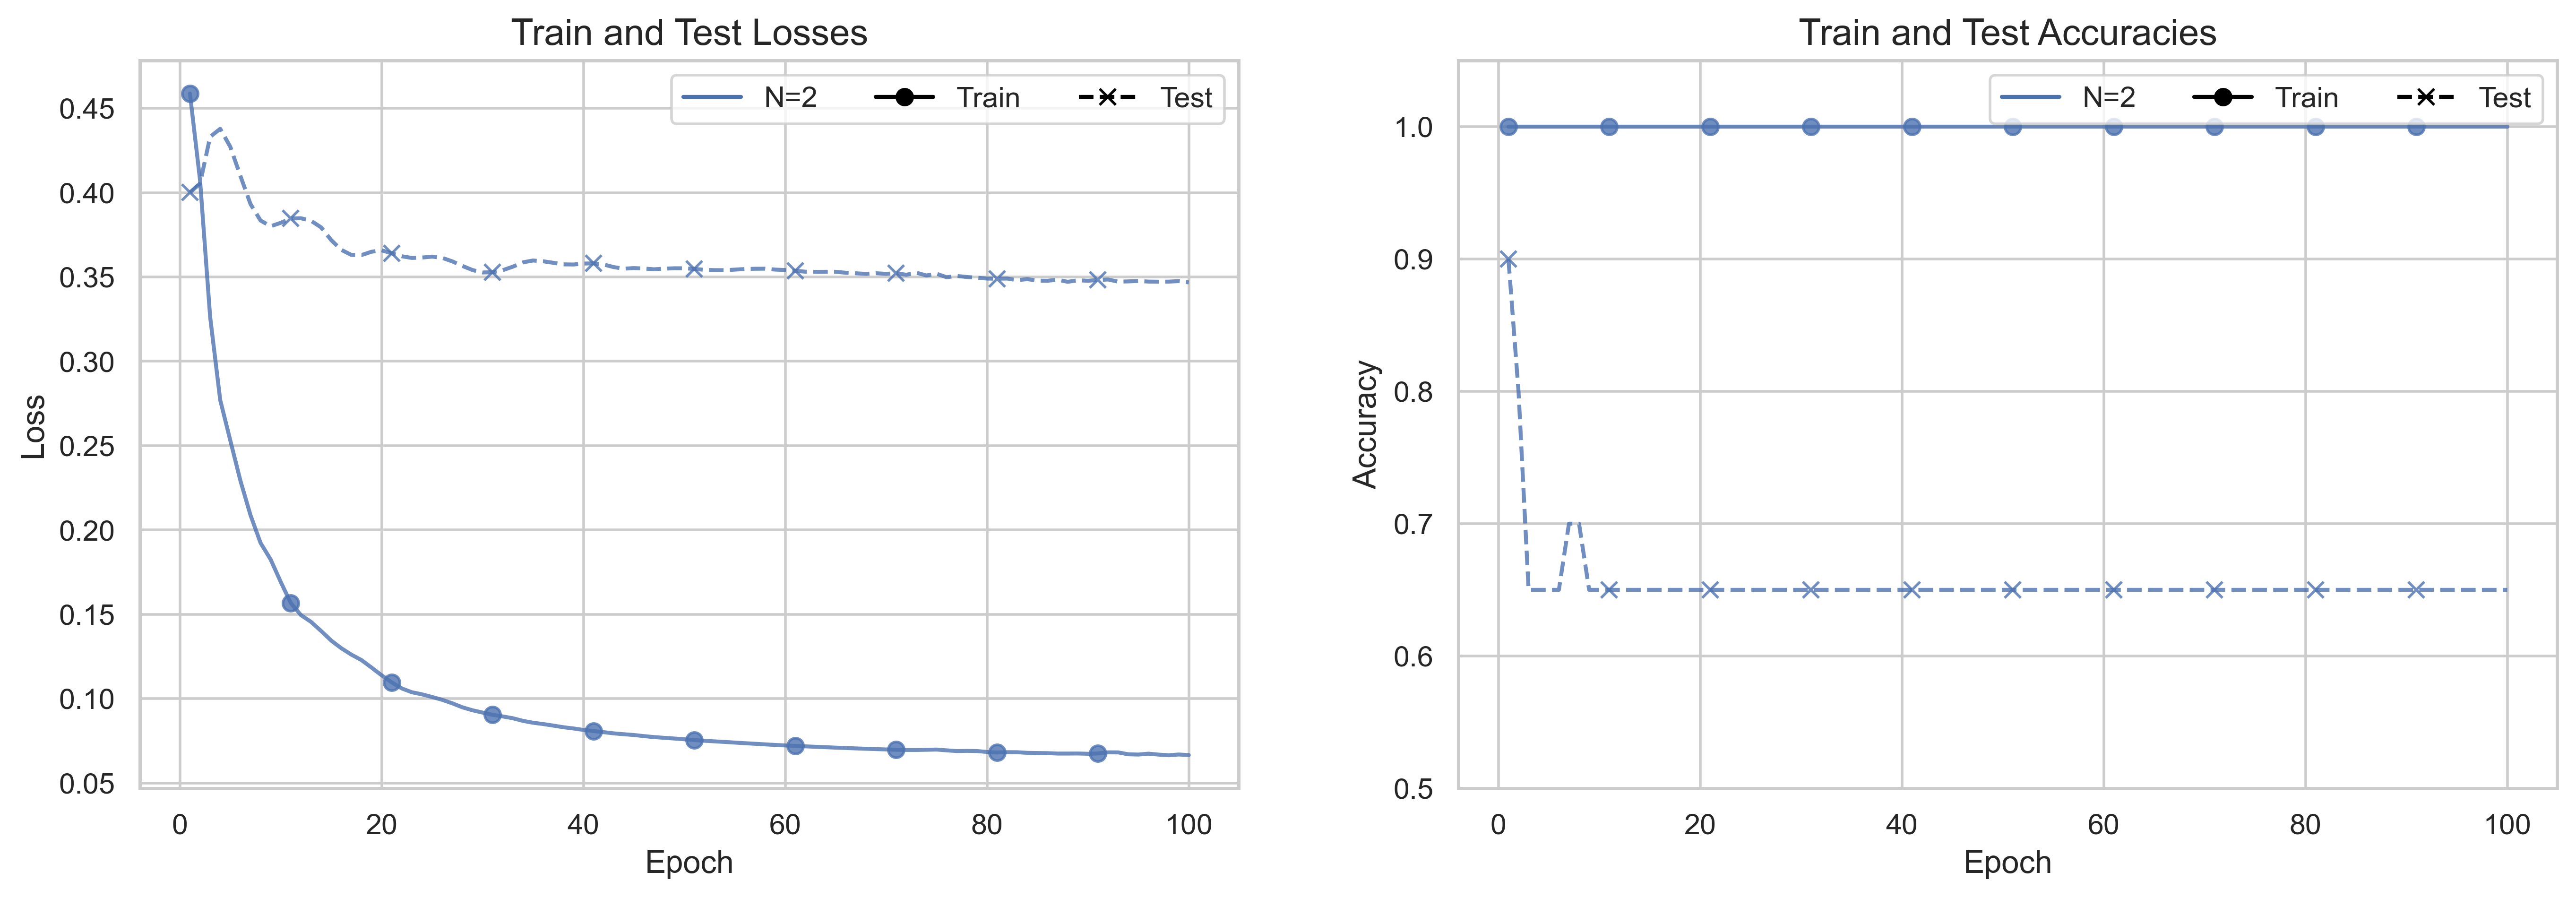 Train and Test Losses
N=2 Train Test
0.45
0.40
0.35
0.30
0.25
0.20
0.15
0.10
0.05
Loss
0 20 40 60 80 100
Epoch
Train and Test Accuracies
N=2 Train Test
1.0
0.9
0.8
0.7
0.6
0.5
Accuracy
0 20 40 60 80 100
Epoch